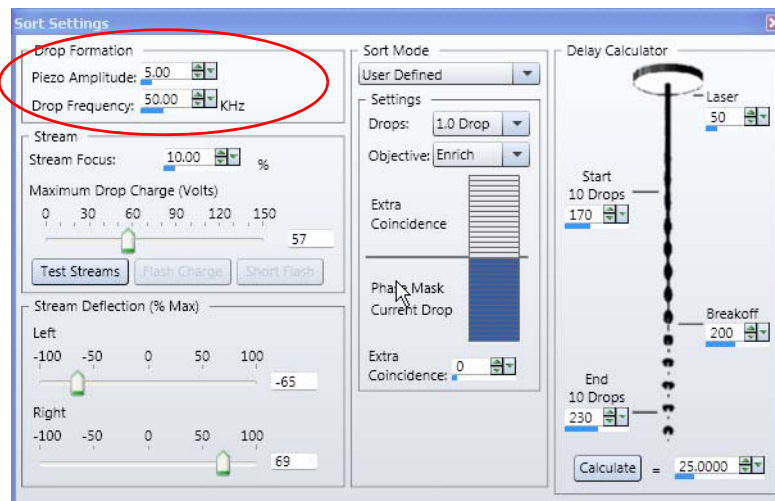 Sort Settings
Drop Formation
Piezo Amplitude: 5.00
Drop Frequency: 50.00 KHz
Stream
Stream Focus: 10.00 %
Maximum Drop Charge (Volts)
0 30 60 90 120 150
57
Test Streams Flash Charge Short Flash
Stream Deflection (% Max)
Left
-100 -50 0 50 100
-65
Right
-100 -50 0 50 100
69
Sort Mode
User Defined
Settings
Drops: 1.0 Drop
Objective: Enrich
Extra
Coincidence
Phase Mask
Current Drop
Extra
Coincidence: 0
Delay Calculator
Laser
50
Start
10 Drops
170
Breakoff
200
End
10 Drops
230
Calculate = 25.0000